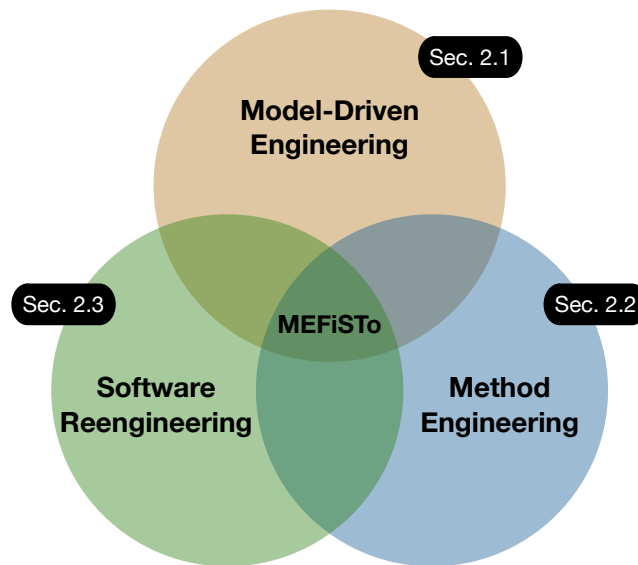 Sec. 2.1
Model-Driven
Engineering
Sec. 2.3
Sec. 2.2
MEFiSTo
Software
Reengineering
Method
Engineering